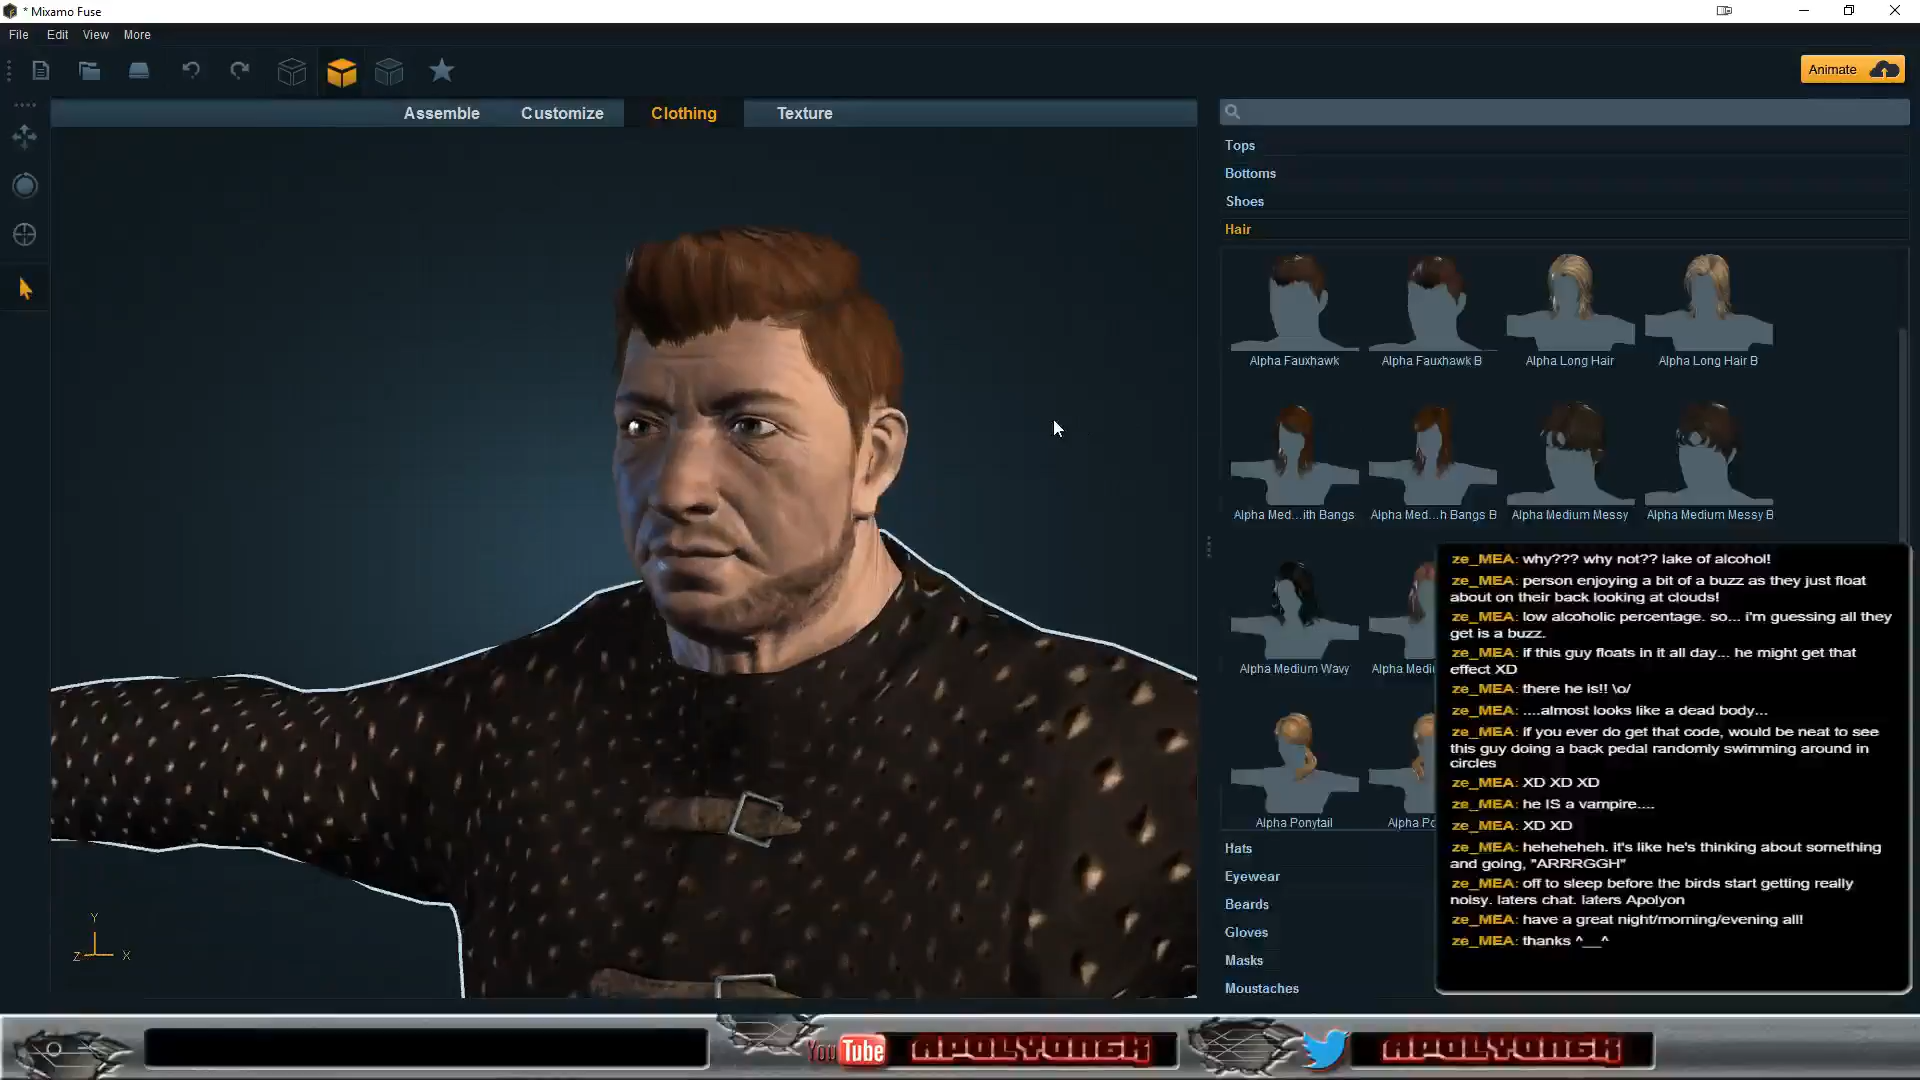 * Mixamo Fuse
File Edit View More
Animate
Assemble Customize Clothing Texture
Tops
Bottoms
Shoes
Hair
Alpha Fauxhawk Alpha Fauxhawk B Alpha Long Hair Alpha Long Hair B
Alpha Med...ith Bangs Alpha Med...h Bangs B Alpha Medium Messy Alpha Medium Messy B
Alpha Medium Wavy Alpha Medi
Alpha Ponytail Alpha Po
Hats
Eyewear
Beards
Gloves
Masks
Moustaches
ze_MEA: why??? why not?? lake of alcohol!
ze_MEA: person enjoying a bit of a buzz as they just float
about on their back looking at clouds!
ze_MEA: low alcoholic percentage. so... i'm guessing all they
get is a buzz.
ze_MEA: if this guy floats in it all day... he might get that
effect XD
ze_MEA: there he is!! \o/
ze_MEA: ....almost looks like a dead body...
ze_MEA: if you ever do get that code, would be neat to see
this guy doing a back pedal randomly swimming around in
circles
ze_MEA: XD XD XD
ze_MEA: he IS a vampire....
ze_MEA: XD XD
ze_MEA: heheheheh. it's like he's thinking about something
and going, "ARRRGGH"
ze_MEA: off to sleep before the birds start getting really
noisy. laters chat. laters Apolyon
ze_MEA: have a great night/morning/evening all!
ze_MEA: thanks ^__^
Y
Z X
YouTube APOLYONGK APOLYONGK